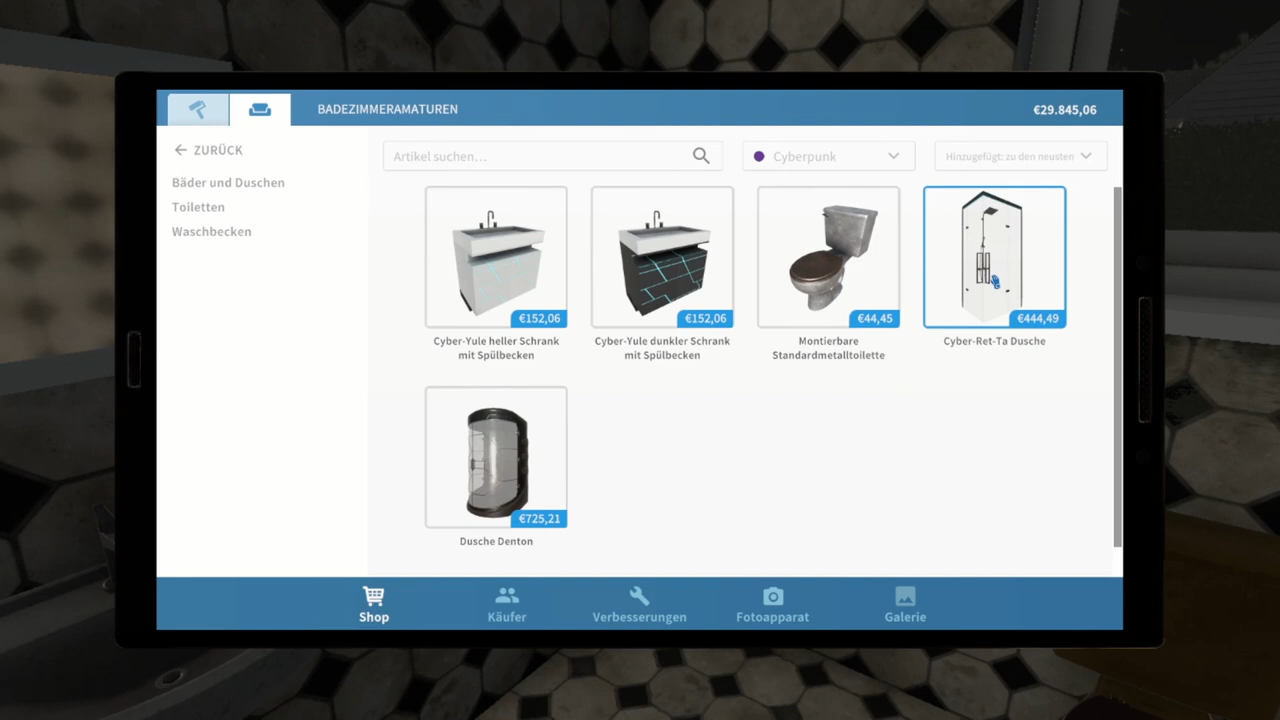 BADEZIMMERAMATUREN
€29.845,06
ZURÜCK
Bäder und Duschen
Toiletten
Waschbecken
Artikel suchen...
Cyberpunk
Hinzugefügt: zu den neusten
€152,06
€152,06
€44,45
€444,49
Cyber-Yule heller Schrank
mit Spülbecken
Cyber-Yule dunkler Schrank
mit Spülbecken
Montierbare
Standardmetalltoilette
Cyber-Ret-Ta Dusche
€725,21
Dusche Denton
Shop
Käufer
Verbesserungen
Fotoapparat
Galerie